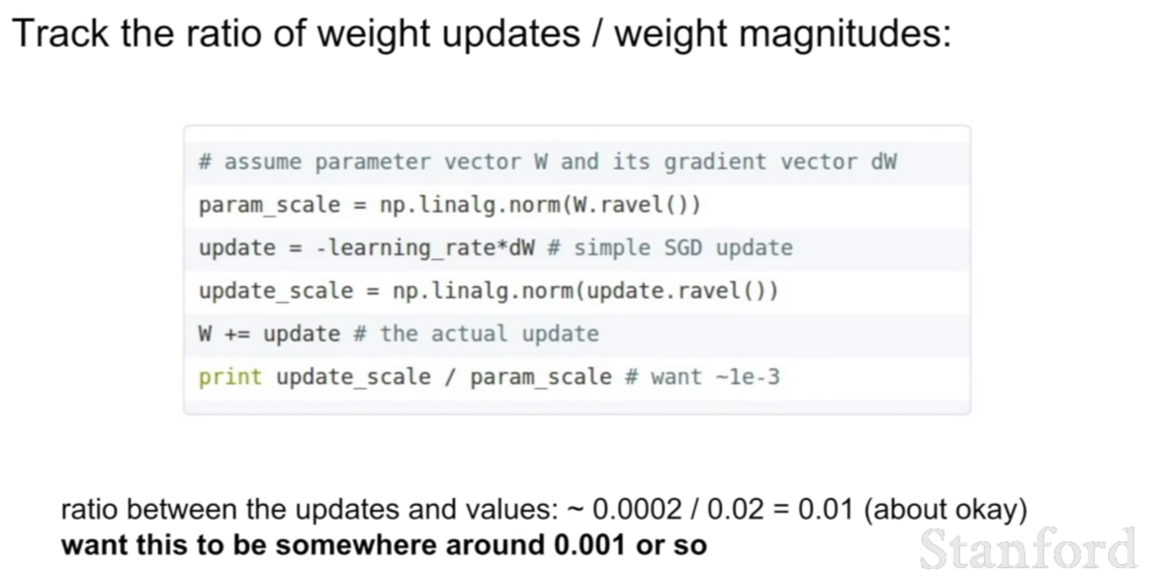 Track the ratio of weight updates / weight magnitudes:
# assume parameter vector W and its gradient vector dW
param_scale = np.linalg.norm(W.ravel())
update = -learning_rate*dW # simple SGD update
update_scale = np.linalg.norm(update.ravel())
W += update # the actual update
print update_scale / param_scale # want ~1e-3
ratio between the updates and values: ~ 0.0002 / 0.02 = 0.01 (about okay)
want this to be somewhere around 0.001 or so
Stanford